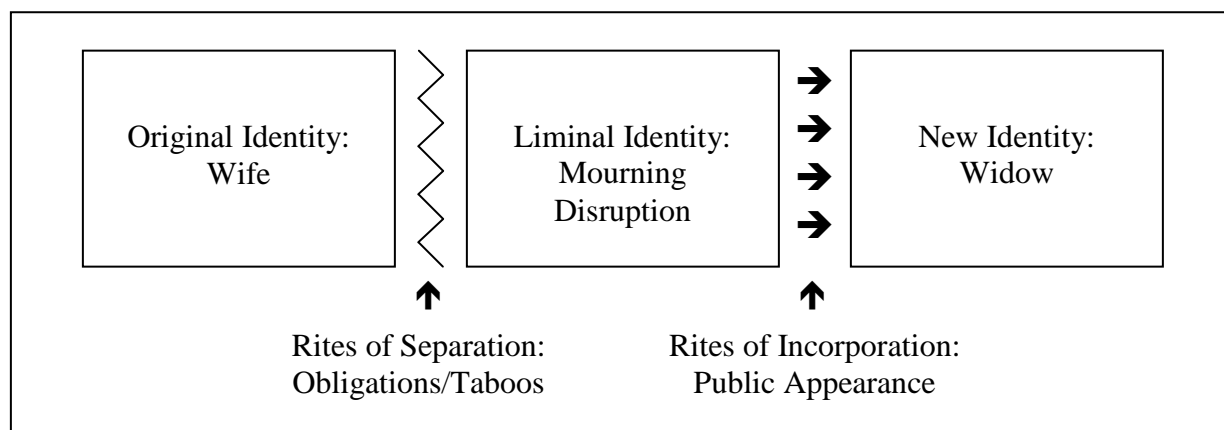 Original Identity:
Wife
Liminal Identity:
Mourning
Disruption
New Identity:
Widow
Rites of Separation:
Obligations/Taboos
Rites of Incorporation:
Public Appearance